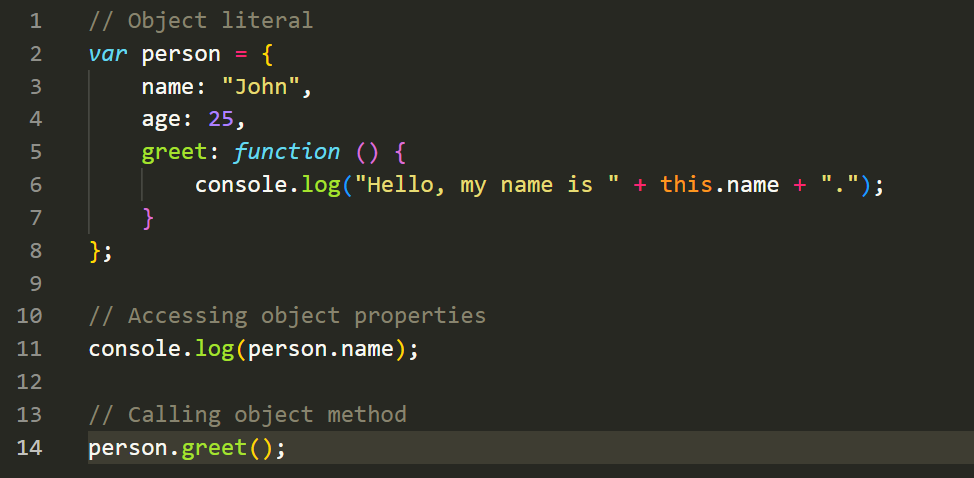 1 // Object literal
2 var person = {
3     name: "John",
4     age: 25,
5     greet: function () {
6         console.log("Hello, my name is " + this.name + ".");
7     }
8 };
9
10 // Accessing object properties
11 console.log(person.name);
12
13 // Calling object method
14 person.greet();